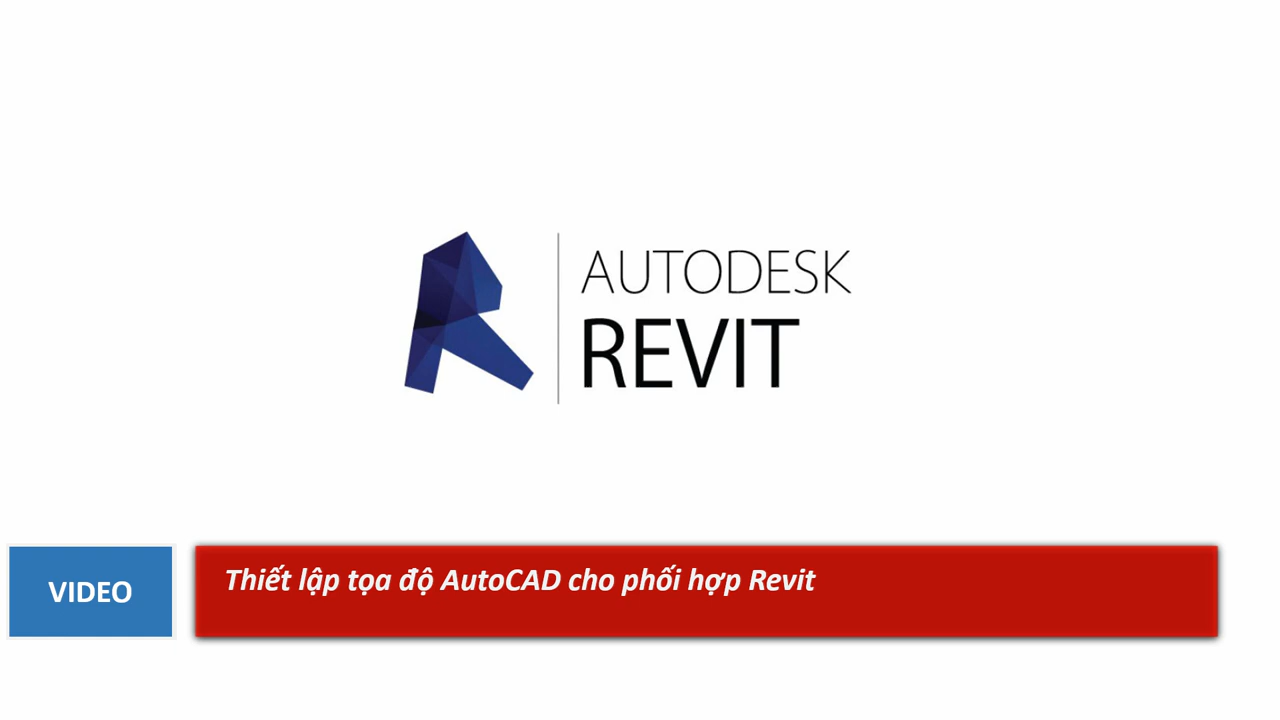 AUTODESK
REVIT
VIDEO
Thiết lập tọa độ AutoCAD cho phối hợp Revit